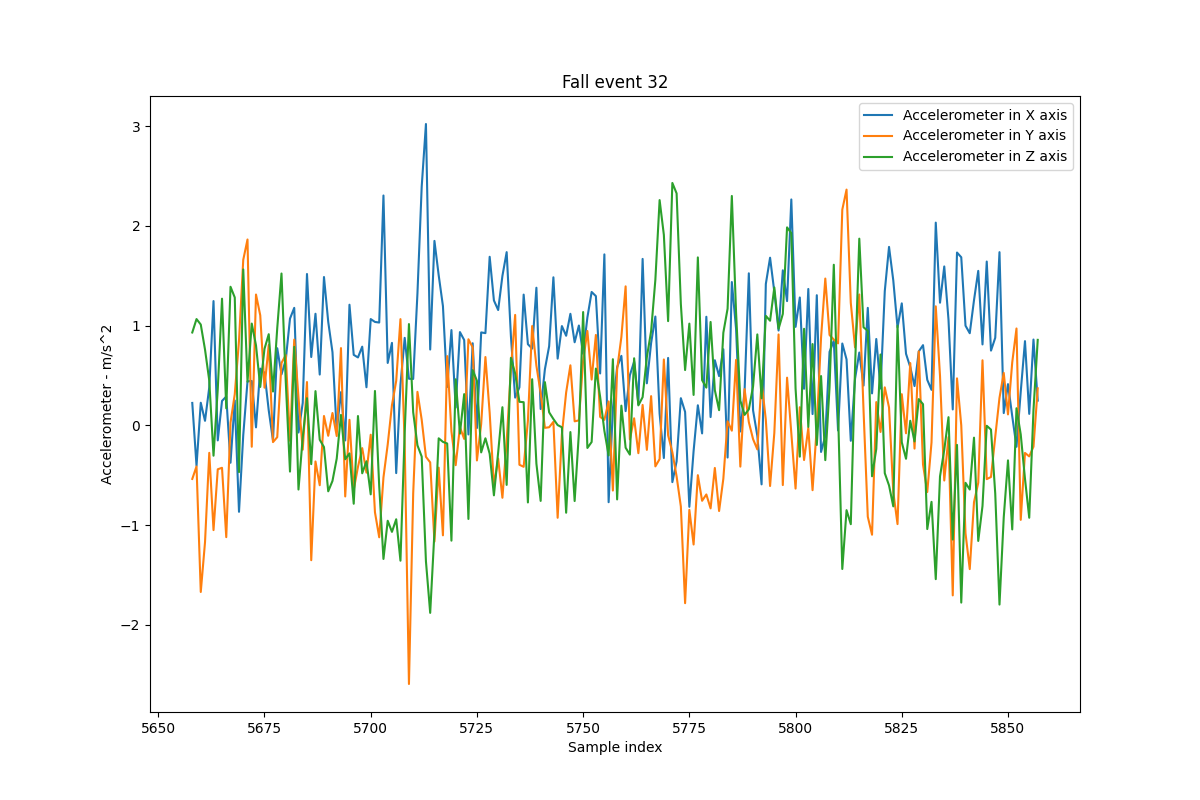 Fall event 32
Accelerometer in X axis
Accelerometer in Y axis
Accelerometer in Z axis
Accelerometer - m/s^2
3
2
1
0
−1
−2
5650 5675 5700 5725 5750 5775 5800 5825 5850
Sample index